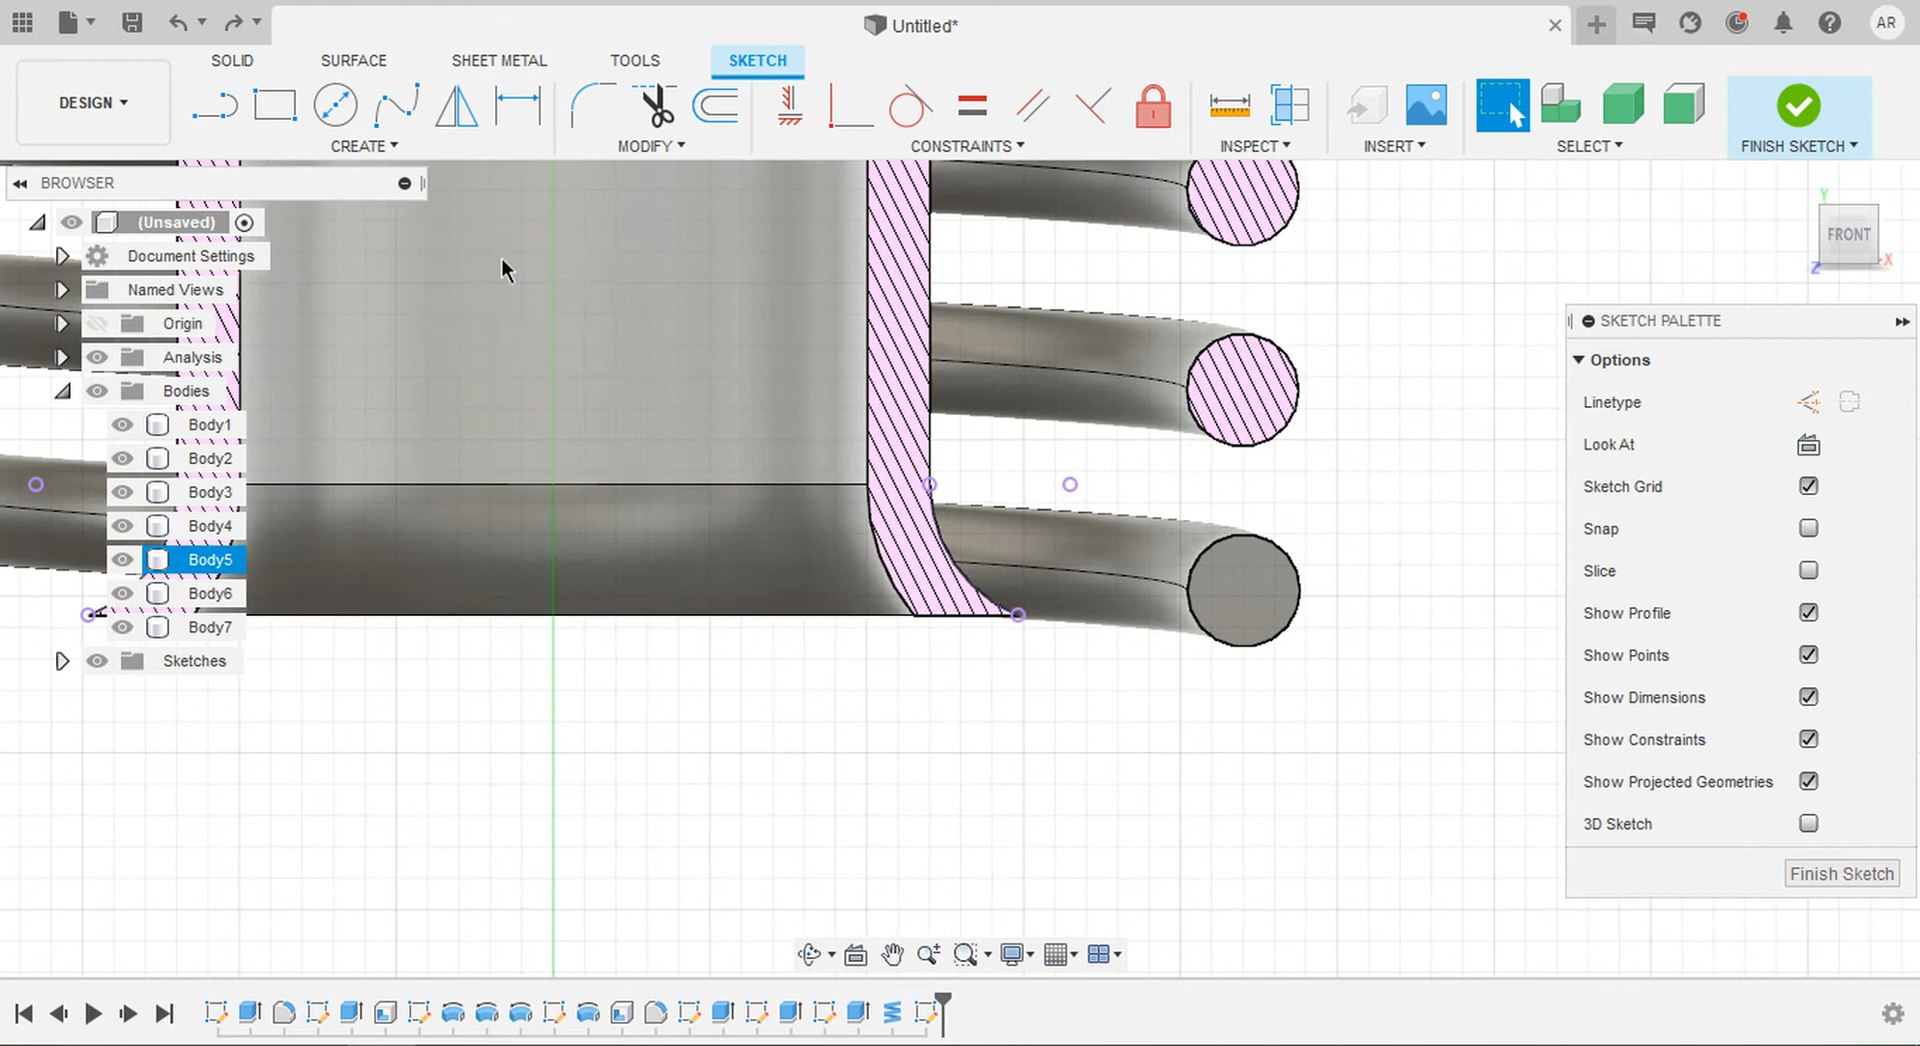 Untitled*
AR
SOLID SURFACE SHEET METAL TOOLS SKETCH
DESIGN
CREATE MODIFY CONSTRAINTS INSPECT INSERT SELECT FINISH SKETCH
BROWSER
(Unsaved)
Document Settings
Named Views
Origin
Analysis
Bodies
Body1
Body2
Body3
Body4
Body5
Body6
Body7
Sketches
Y
FRONT
X
Z
SKETCH PALETTE
Options
Linetype
Look At
Sketch Grid
Snap
Slice
Show Profile
Show Points
Show Dimensions
Show Constraints
Show Projected Geometries
3D Sketch
Finish Sketch